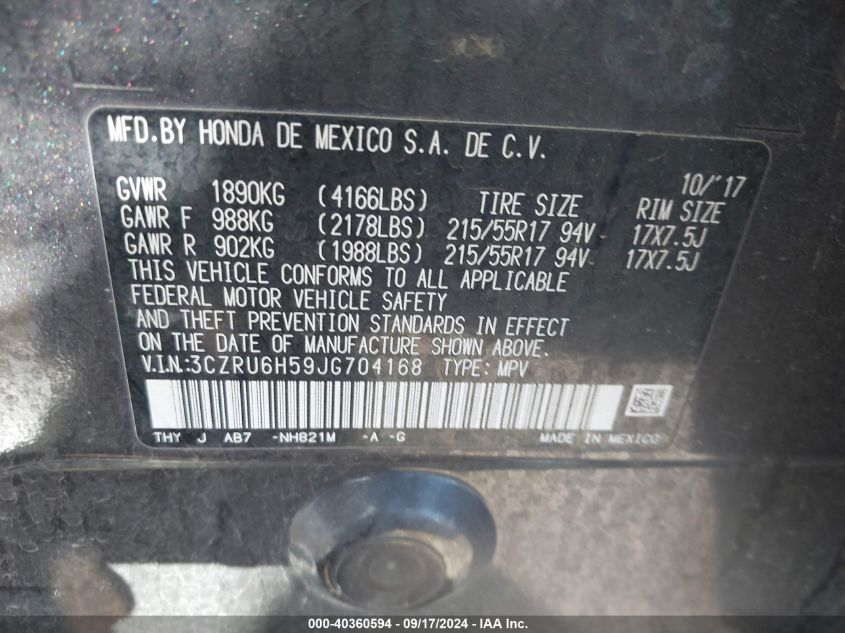 MFD.BY HONDA DE MEXICO S.A. DE C.V.
10/'17
GVWR 1890KG (4166LBS) TIRE SIZE RIM SIZE
GAWR F 988KG (2178LBS) 215/55R17 94V 17X7.5J
GAWR R 902KG (1988LBS) 215/55R17 94V 17X7.5J
THIS VEHICLE CONFORMS TO ALL APPLICABLE
FEDERAL MOTOR VEHICLE SAFETY
AND THEFT PREVENTION STANDARDS IN EFFECT
ON THE DATE OF MANUFACTURE SHOWN ABOVE.
V.I.N.:3CZRU6H59JG704168 TYPE: MPV
THY J AB7 -NH821M -A -G MADE IN MEXICO
000-40360594 - 09/17/2024 - IAA Inc.